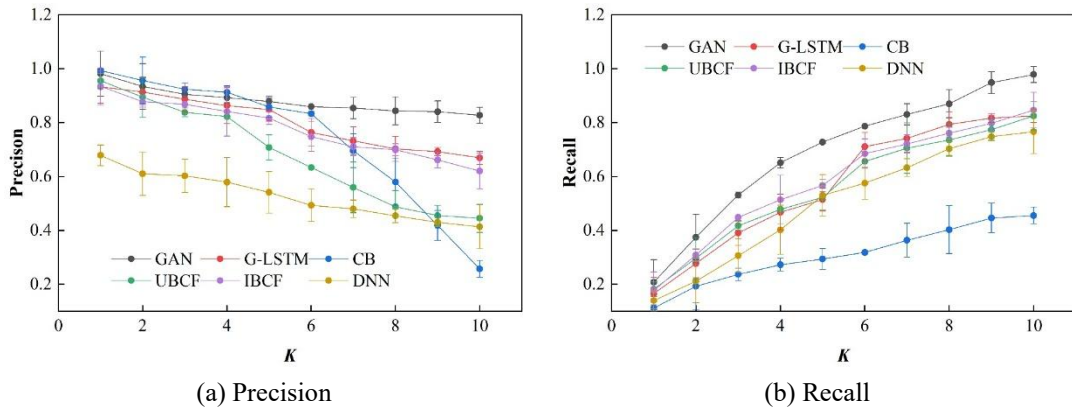 1.2
1.0
0.8
0.6
0.4
0.2
Precison
GAN G-LSTM CB
UBCF IBCF DNN
0 2 4 6 8 10
K
(a) Precision
1.2
1.0
0.8
0.6
0.4
0.2
Recall
GAN G-LSTM CB
UBCF IBCF DNN
0 2 4 6 8 10
K
(b) Recall